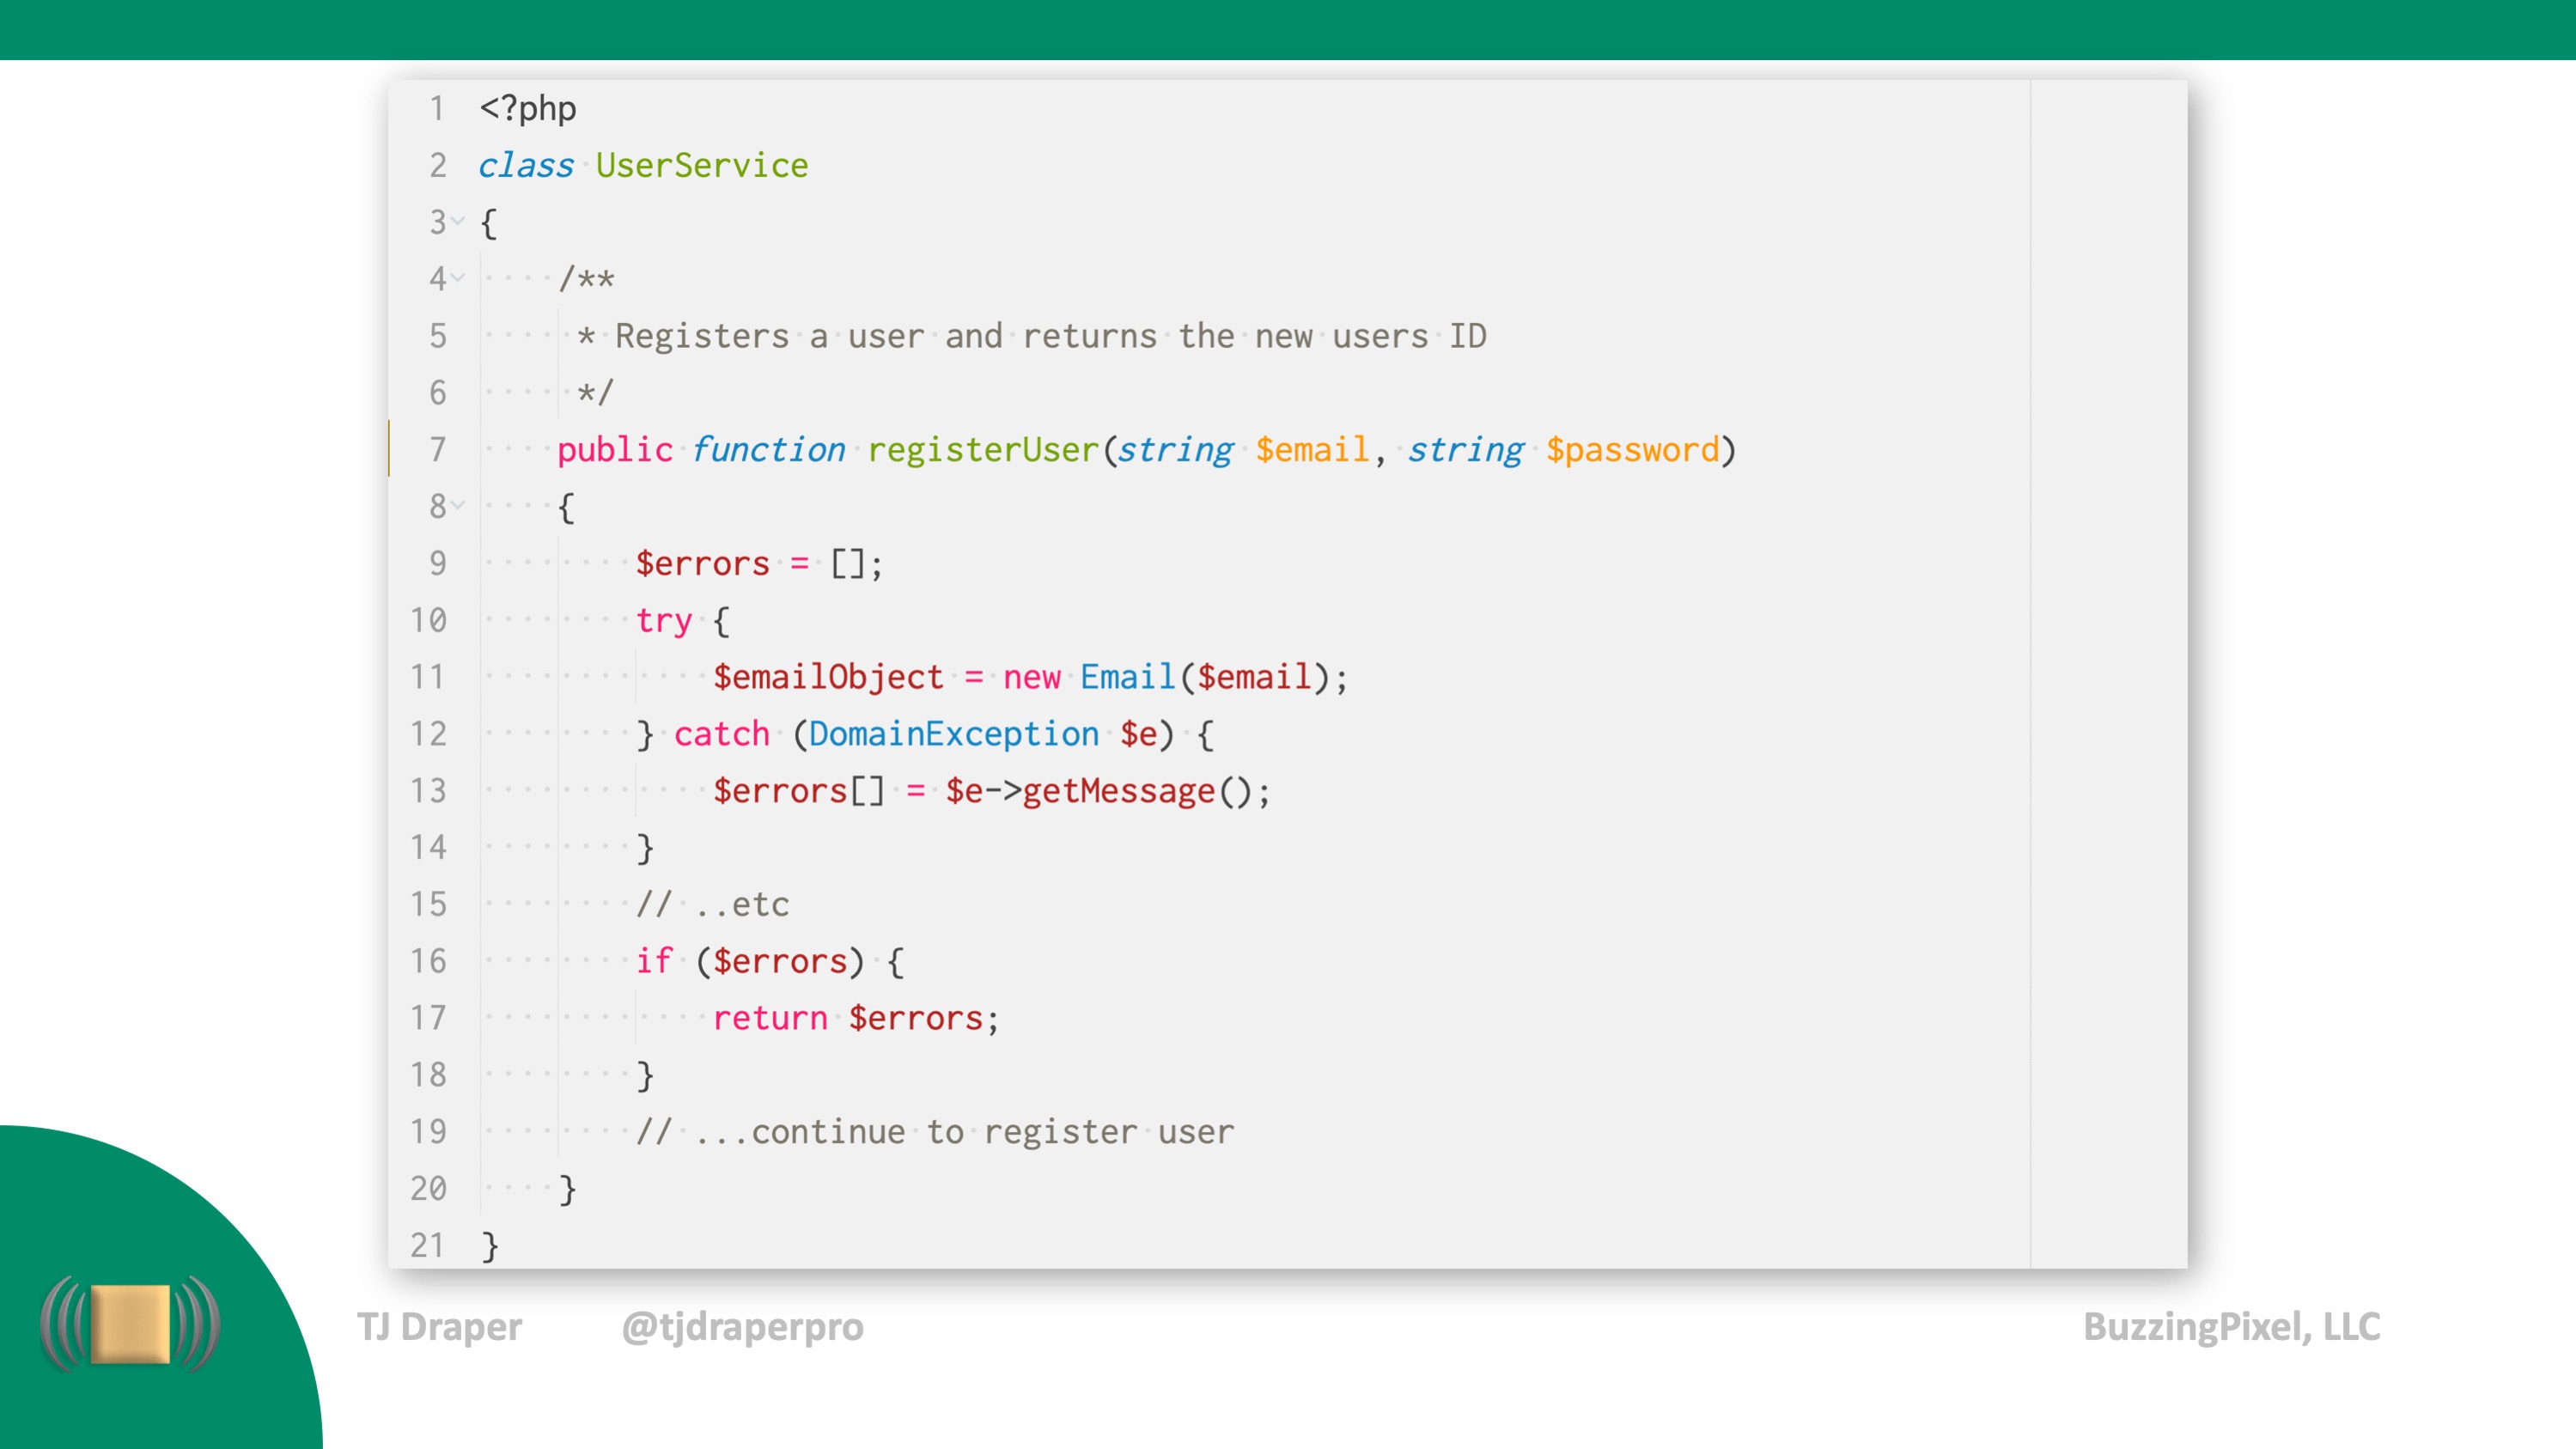 1 <?php
2 class UserService
3 {
4     /**
5      * Registers a user and returns the new users ID
6      */
7     public function registerUser(string $email, string $password)
8     {
9         $errors = [];
10         try {
11             $emailObject = new Email($email);
12         } catch (DomainException $e) {
13             $errors[] = $e->getMessage();
14         }
15         // ..etc
16         if ($errors) {
17             return $errors;
18         }
19         // ...continue to register user
20     }
21 }
TJ Draper @tjdraperpro BuzzingPixel, LLC